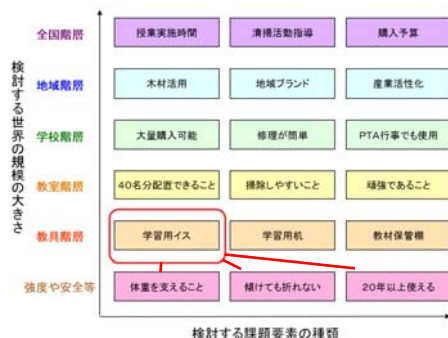 検討する世界の規模の大きさ
全国階層
授業実施時間
清掃活動指導
購入予算
地域階層
木材活用
地域ブランド
産業活性化
学校階層
大量購入可能
修理が簡単
PTA行事でも使用
教室階層
40名分配置できること
掃除しやすいこと
頑強であること
教具階層
学習用イス
学習用机
教材保管棚
強度や安全等
体重を支えること
傾けても折れない
20年以上使える
検討する課題要素の種類